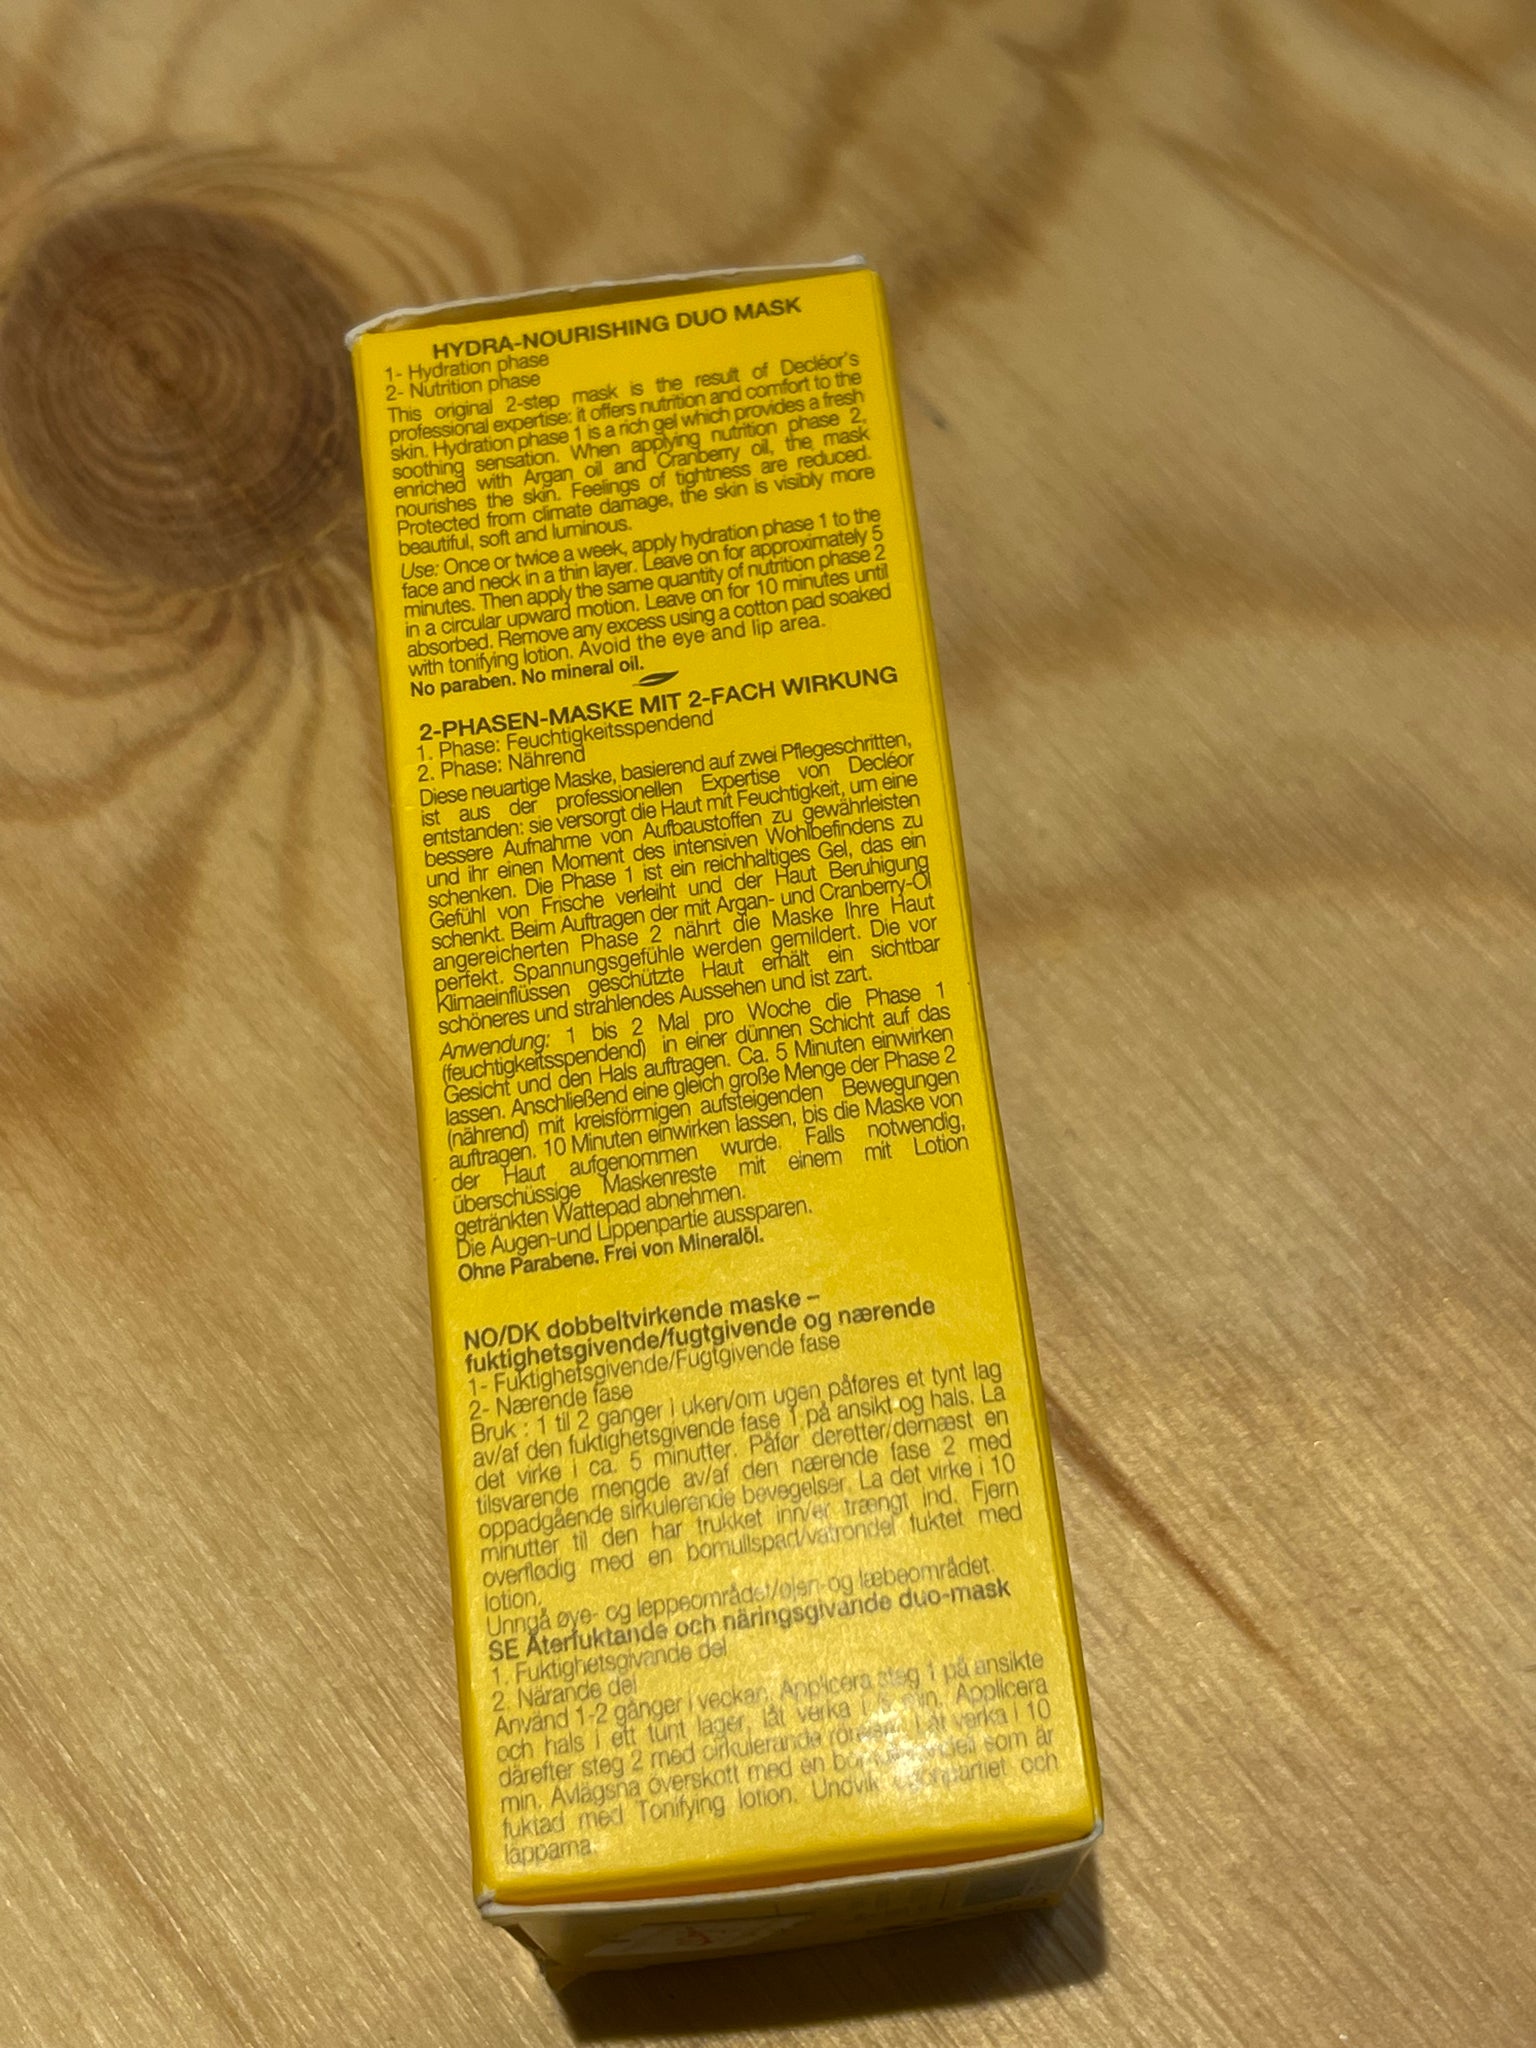 HYDRA-NOURISHING DUO MASK
1- Hydration phase
2- Nutrition phase
This original 2-step mask is the result of Decléor's
professional expertise: it offers nutrition and comfort to the
skin. Hydration phase 1 is a rich gel which provides a fresh
soothing sensation. When applying nutrition phase 2,
enriched with Argan oil and Cranberry oil, the mask
nourishes the skin. Feelings of tightness are reduced.
Protected from climate damage, the skin is visibly more
beautiful, soft and luminous.
Use: Once or twice a week, apply hydration phase 1 to the
face and neck in a thin layer. Leave on for approximately 5
minutes. Then apply the same quantity of nutrition phase 2
in a circular upward motion. Leave on for 10 minutes until
absorbed. Remove any excess using a cotton pad soaked
with tonifying lotion. Avoid the eye and lip area.
No paraben. No mineral oil.
2-PHASEN-MASKE MIT 2-FACH WIRKUNG
1. Phase: Feuchtigkeitsspendend
2. Phase: Nährend
Diese neuartige Maske, basierend auf zwei Pflegeschritten,
ist aus der professionellen Expertise von Decléor
entstanden: sie versorgt die Haut mit Feuchtigkeit, um eine
bessere Aufnahme von Aufbaustoffen zu gewährleisten
und ihr einen Moment des intensiven Wohlbefindens zu
schenken. Die Phase 1 ist ein reichhaltiges Gel, das ein
Gefühl von Frische verleiht und der Haut Beruhigung
schenkt. Beim Auftragen der mit Argan- und Cranberry-Öl
angereicherten Phase 2 nährt die Maske Ihre Haut
perfekt. Spannungsgefühle werden gemildert. Die vor
Klimaeinflüssen geschützte Haut erhält ein sichtbar
schöneres und strahlendes Aussehen und ist zart.
Anwendung: 1 bis 2 Mal pro Woche die Phase 1
(feuchtigkeitsspendend) in einer dünnen Schicht auf das
Gesicht und den Hals auftragen. Ca. 5 Minuten einwirken
lassen. Anschließend eine gleich große Menge der Phase 2
(nährend) mit kreisförmigen aufsteigenden Bewegungen
auftragen. 10 Minuten einwirken lassen, bis die Maske von
der Haut aufgenommen wurde. Falls notwendig,
überschüssige Maskenreste mit einem mit Lotion
getränkten Wattepad abnehmen.
Die Augen-und Lippenpartie aussparen.
Ohne Parabene. Frei von Mineralöl.
NO/DK dobbeltvirkende maske –
fuktighetsgivende/fugtgivende og nærende
1- Fuktighetsgivende/Fugtgivende fase
2- Nærende fase
Bruk : 1 til 2 ganger i uken/om ugen påføres et tynt lag
av/af den fuktighetsgivende fase 1 på ansikt og hals. La
det virke i ca. 5 minutter. Påfør deretter/dernæst en
tilsvarende mengde av/af den nærende fase 2 med
oppadgående sirkulerende bevegelser. La det virke i 10
minutter til den har trukket inn/er trængt ind. Fjern
overflødig med en bomullspad/vatrondel fuktet med
lotion.
Unngå øye- og leppeområdet/øjen-og læbeområdet.
SE Återfuktande och näringsgivande duo-mask
1. Fuktighetsgivande del
2. Närande del
Använd 1-2 gånger i veckan. Applicera steg 1 på ansikte
och hals i ett tunt lager, låt verka i 5 min. Applicera
därefter steg 2 med cirkulerande Låt verka i 10
min. Avlägsna överskott med en som är
fuktad med Tonifying lotion. Undvik och
läpparna.